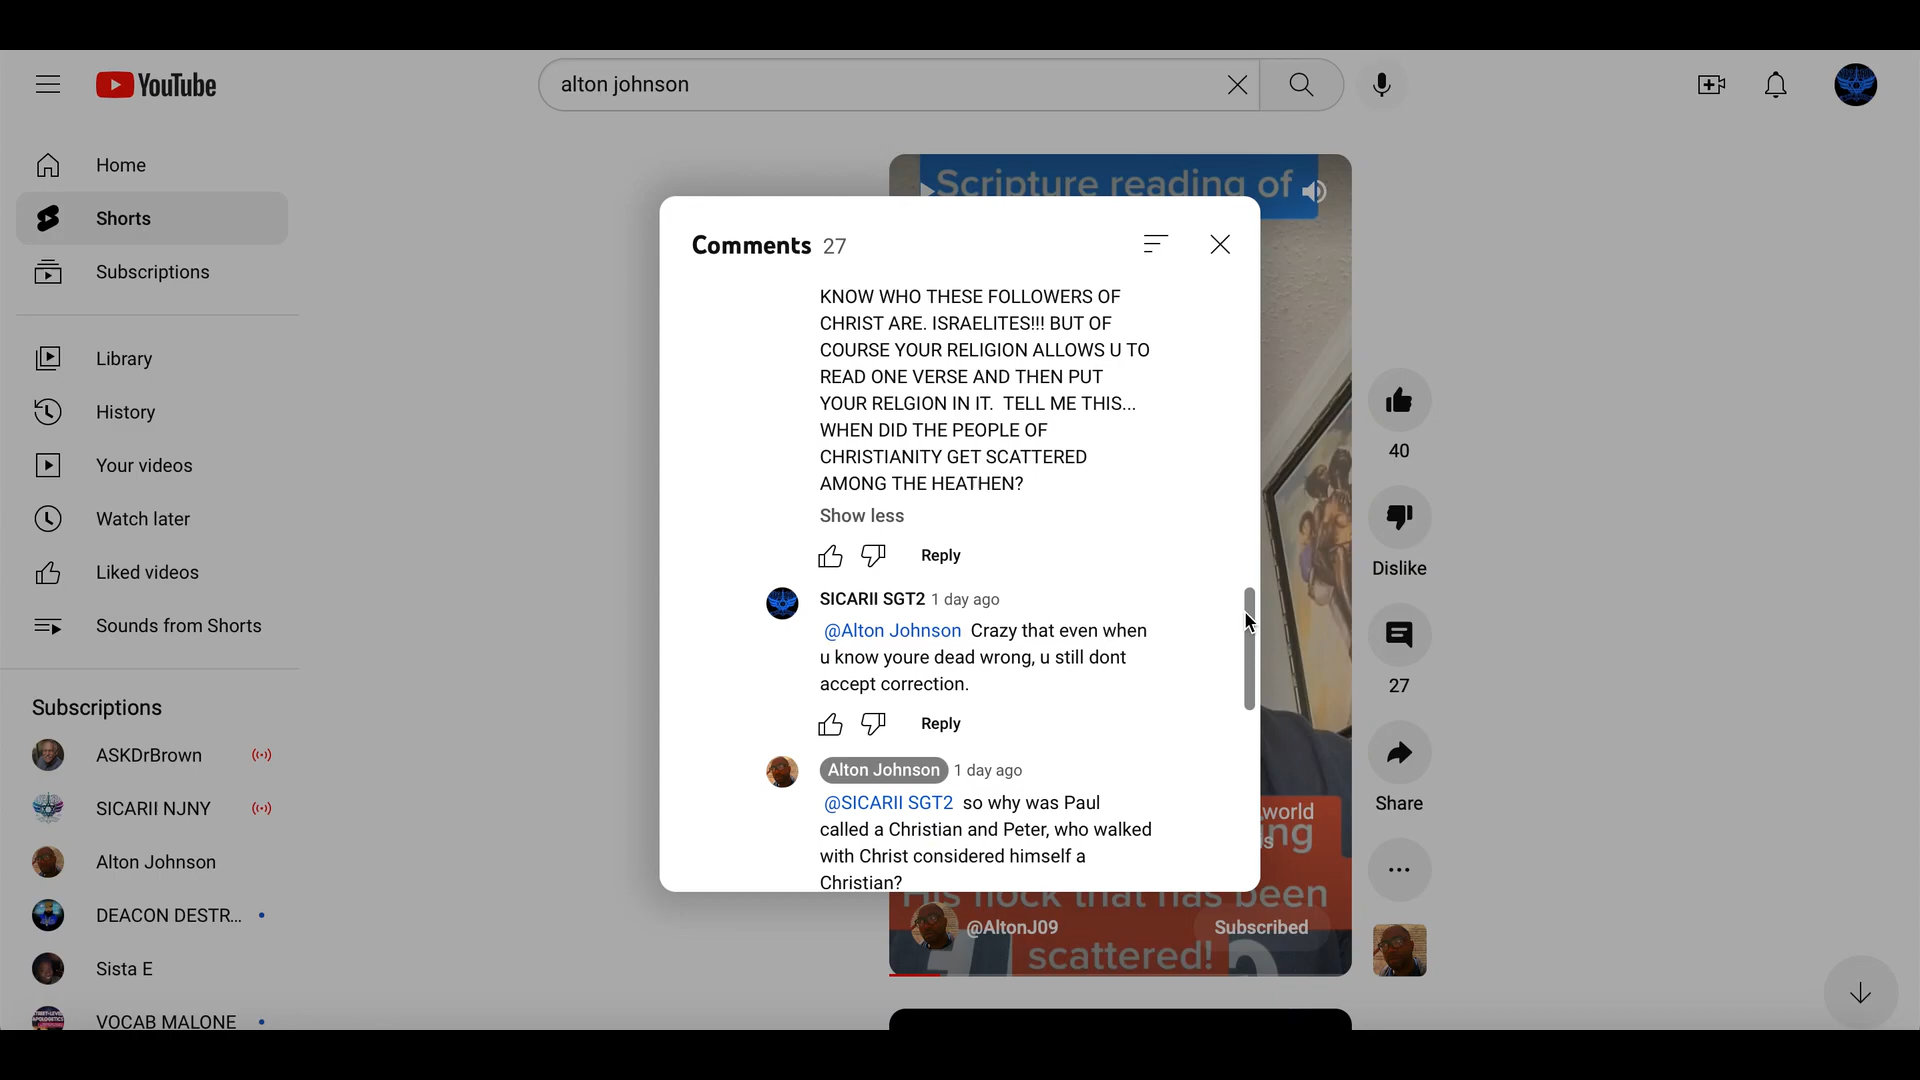 YouTube
alton johnson
Home
Shorts
Subscriptions
Library
History
Your videos
Watch later
Liked videos
Sounds from Shorts
Subscriptions
ASKDrBrown
SICARII NJNY
Alton Johnson
DEACON DESTR...
Sista E
VOCAB MALONE
Scripture reading of
Comments 27
KNOW WHO THESE FOLLOWERS OF
CHRIST ARE. ISRAELITES!!! BUT OF
COURSE YOUR RELIGION ALLOWS U TO
READ ONE VERSE AND THEN PUT
YOUR RELGION IN IT. TELL ME THIS...
WHEN DID THE PEOPLE OF
CHRISTIANITY GET SCATTERED
AMONG THE HEATHEN?
Show less
Reply
SICARII SGT2 1 day ago
@Alton Johnson Crazy that even when
u know youre dead wrong, u still dont
accept correction.
Reply
Alton Johnson 1 day ago
@SICARII SGT2 so why was Paul
called a Christian and Peter, who walked
with Christ considered himself a
Christian?
world
His flock that has been
@AltonJ09
Subscribed
scattered!
40
Dislike
27
Share